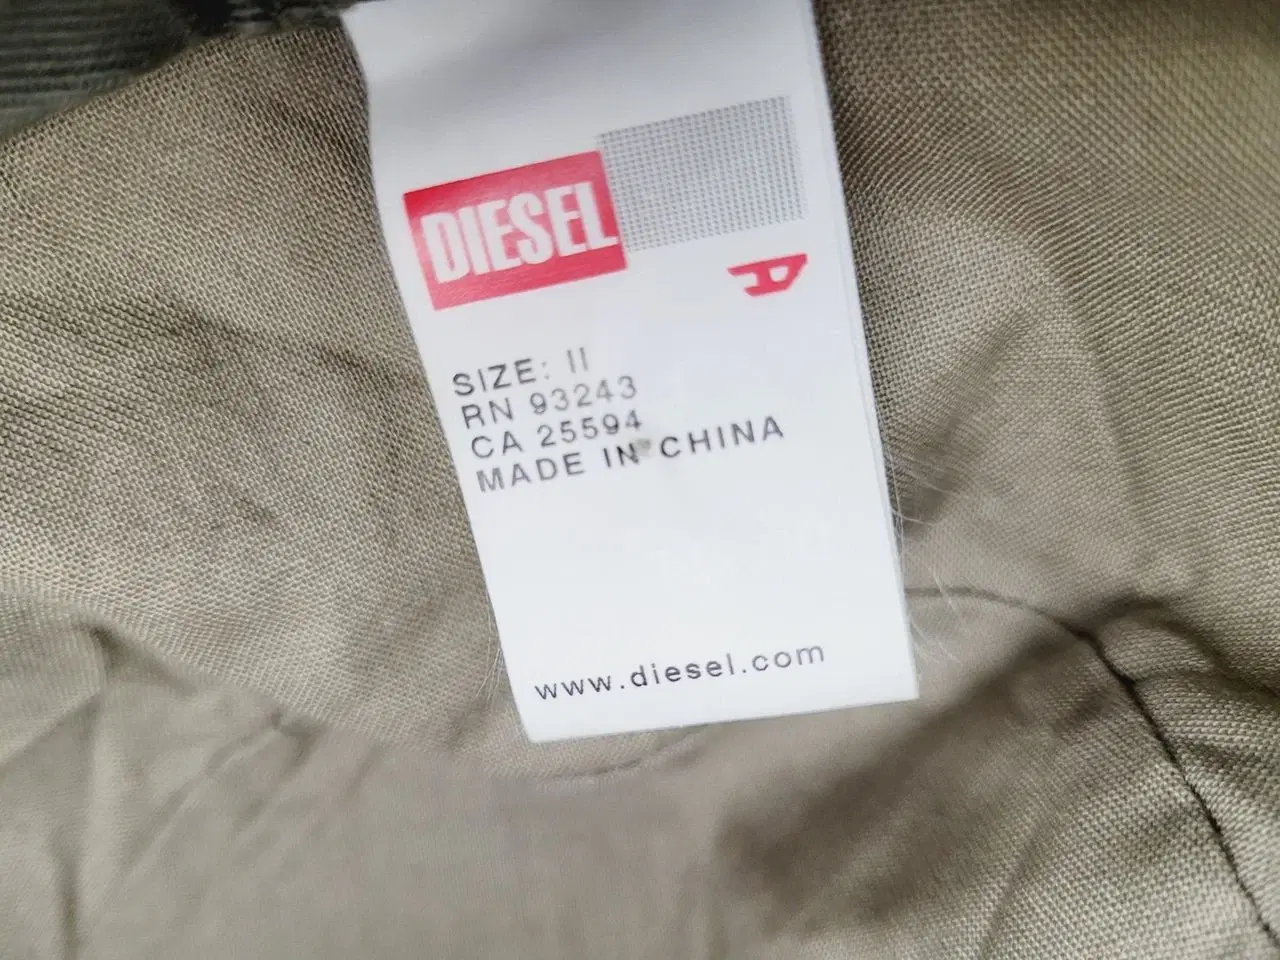 DIESEL
D
SIZE: II
RN 93243
CA 25594
MADE IN CHINA
www.diesel.com